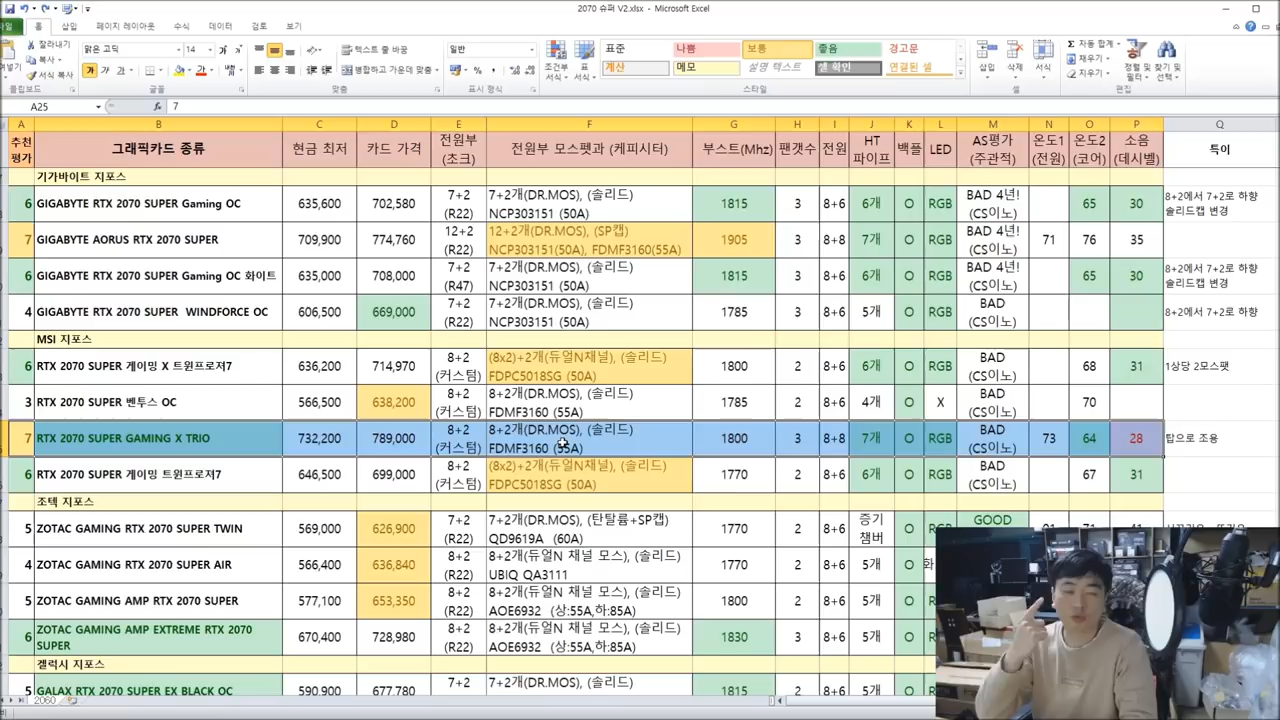 2070 슈퍼 V2.xlsx - Microsoft Excel
파일 홈 삽입 페이지 레이아웃 수식 데이터 검토 보기
잘라내기 맑은 고딕 14 텍스트 줄 바꿈 일반 표준 나쁨 보통 좋음 경고문 자동 합계
복사 채우기
서식 복사 병합하고 가운데 맞춤 계산 메모 설명 텍스트 셀 확인 연결된 셀 지우기
조건부 서식 표 서식 삽입 삭제 서식 정렬 및 필터 찾기 및 선택
클립보드 글꼴 맞춤 표시 형식 스타일 셀 편집
A25 fx 7
A B C D E F G H I J K L M N O P Q
추천 평가 그래픽카드 종류 현금 최저 카드 가격 전원부 (초크) 전원부 모스펫과 (케피시터) 부스트(Mhz) 팬갯수 전원 HT 파이프 백플 LED AS평가 (주관적) 온도1 (전원) 온도2 (코어) 소음 (데시벨) 특이
기가바이트 지포스
6 GIGABYTE RTX 2070 SUPER Gaming OC 635,600 702,580 7+2 (R22) 7+2개(DR.MOS), (솔리드) NCP303151 (50A) 1815 3 8+6 6개 O RGB BAD 4년! (CS이노) 65 30 8+2에서 7+2로 하향 솔리드캡 변경
7 GIGABYTE AORUS RTX 2070 SUPER 709,900 774,760 12+2 (R22) 12+2개(DR.MOS), (SP캡) NCP303151(50A), FDMF3160(55A) 1905 3 8+8 7개 O RGB BAD 4년! (CS이노) 71 76 35
6 GIGABYTE RTX 2070 SUPER Gaming OC 화이트 635,000 708,000 7+2 (R47) 7+2개(DR.MOS), (솔리드) NCP303151 (50A) 1815 3 8+6 6개 O RGB BAD 4년! (CS이노) 65 30 8+2에서 7+2로 하향 솔리드캡 변경
4 GIGABYTE RTX 2070 SUPER WINDFORCE OC 606,500 669,000 7+2 (R22) 7+2개(DR.MOS), (솔리드) NCP303151 (50A) 1785 3 8+6 5개 O RGB BAD (CS이노) 8+2에서 7+2로 하향
MSI 지포스
6 RTX 2070 SUPER 게이밍 X 트윈프로져7 636,200 714,970 8+2 (커스텀) (8x2)+2개(듀얼N채널), (솔리드) FDPC5018SG (50A) 1800 2 8+6 6개 O RGB BAD (CS이노) 68 31 1상당 2모스팻
3 RTX 2070 SUPER 벤투스 OC 566,500 638,200 8+2 (커스텀) 8+2개(DR.MOS), (솔리드) FDMF3160 (55A) 1785 2 8+6 4개 O X BAD (CS이노) 70
7 RTX 2070 SUPER GAMING X TRIO 732,200 789,000 8+2 (커스텀) 8+2개(DR.MOS), (솔리드) FDMF3160 (55A) 1800 3 8+8 7개 O RGB BAD (CS이노) 73 64 28 탑으로 조용
6 RTX 2070 SUPER 게이밍 트윈프로져7 646,500 699,000 8+2 (커스텀) (8x2)+2개(듀얼N채널), (솔리드) FDPC5018SG (50A) 1770 2 8+6 6개 O RGB BAD (CS이노) 67 31
조텍 지포스
5 ZOTAC GAMING RTX 2070 SUPER TWIN 569,000 626,900 7+2 (R22) 7+2개(DR.MOS), (탄탈륨+SP캡) QD9619A (60A) 1770 2 8+6 증기 챔버 O GOOD
4 ZOTAC GAMING RTX 2070 SUPER AIR 566,400 636,840 8+2 (R22) 8+2개(듀얼N 채널 모스), (솔리드) UBIQ QA3111 1770 2 8+6 5개 O
5 ZOTAC GAMING AMP RTX 2070 SUPER 577,100 653,350 8+2 (R22) 8+2개(듀얼N 채널 모스), (솔리드) AOE6932 (상:55A,하:85A) 1800 2 8+6 5개 O
6 ZOTAC GAMING AMP EXTREME RTX 2070 SUPER 670,400 728,980 8+2 (R22) 8+2개(듀얼N 채널 모스), (솔리드) AOE6932 (상:55A,하:85A) 1830 3 8+6 5개 O
겔럭시 지포스
5 GALAX RTX 2070 SUPER EX BLACK OC 590,900 677,780 7+2 7+2개(DR.MOS), (솔리드) 1815 2 8+6 5개 O
2060